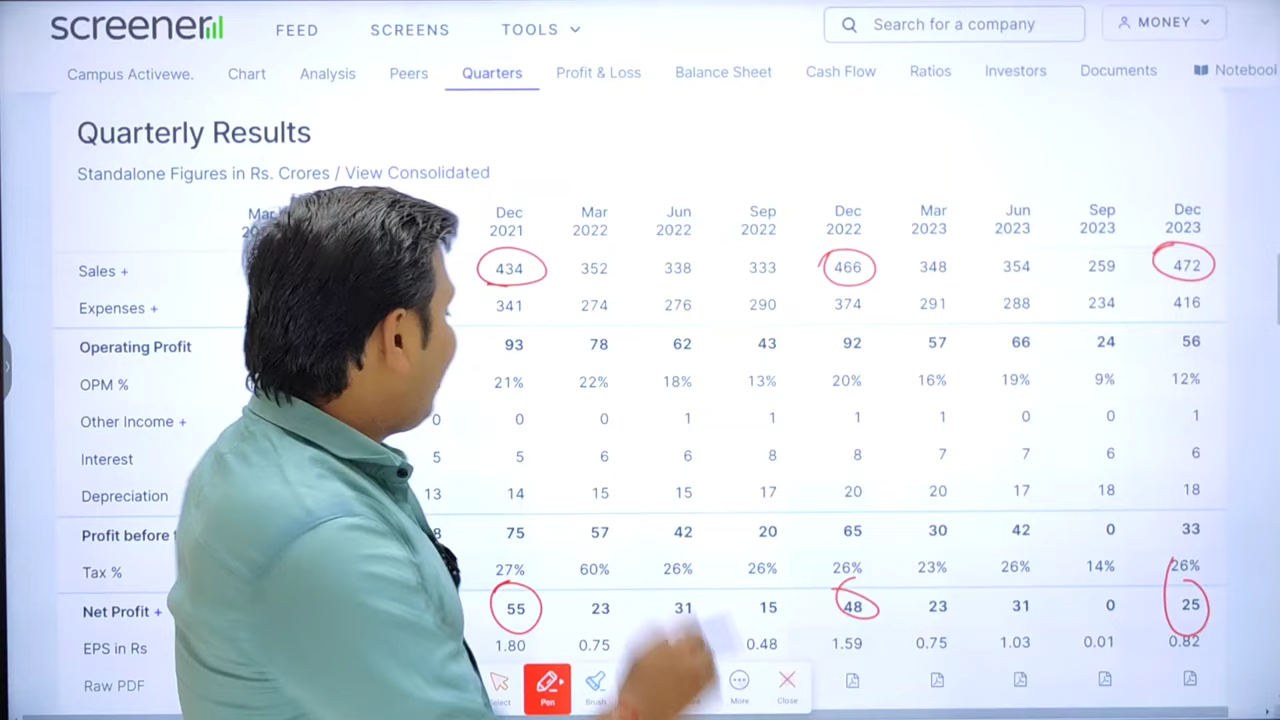 screener FEED SCREENS TOOLS Search for a company MONEY
Campus Activewe. Chart Analysis Peers Quarters Profit & Loss Balance Sheet Cash Flow Ratios Investors Documents Notebook
Quarterly Results
Standalone Figures in Rs. Crores / View Consolidated
Mar Dec Mar Jun Sep Dec Mar Jun Sep Dec
2021 2022 2022 2022 2022 2023 2023 2023 2023
Sales + 434 352 338 333 466 348 354 259 472
Expenses + 341 274 276 290 374 291 288 234 416
Operating Profit 93 78 62 43 92 57 66 24 56
OPM % 21% 22% 18% 13% 20% 16% 19% 9% 12%
Other Income + 0 0 0 1 1 1 1 0 0 1
Interest 5 5 6 6 8 8 7 7 6 6
Depreciation 13 14 15 15 17 20 20 17 18 18
Profit before 8 75 57 42 20 65 30 42 0 33
Tax % 27% 60% 26% 26% 26% 23% 26% 14% 26%
Net Profit + 55 23 31 15 48 23 31 0 25
EPS in Rs 1.80 0.75 0.48 1.59 0.75 1.03 0.01 0.82
Raw PDF
Select Pen Brush More Close